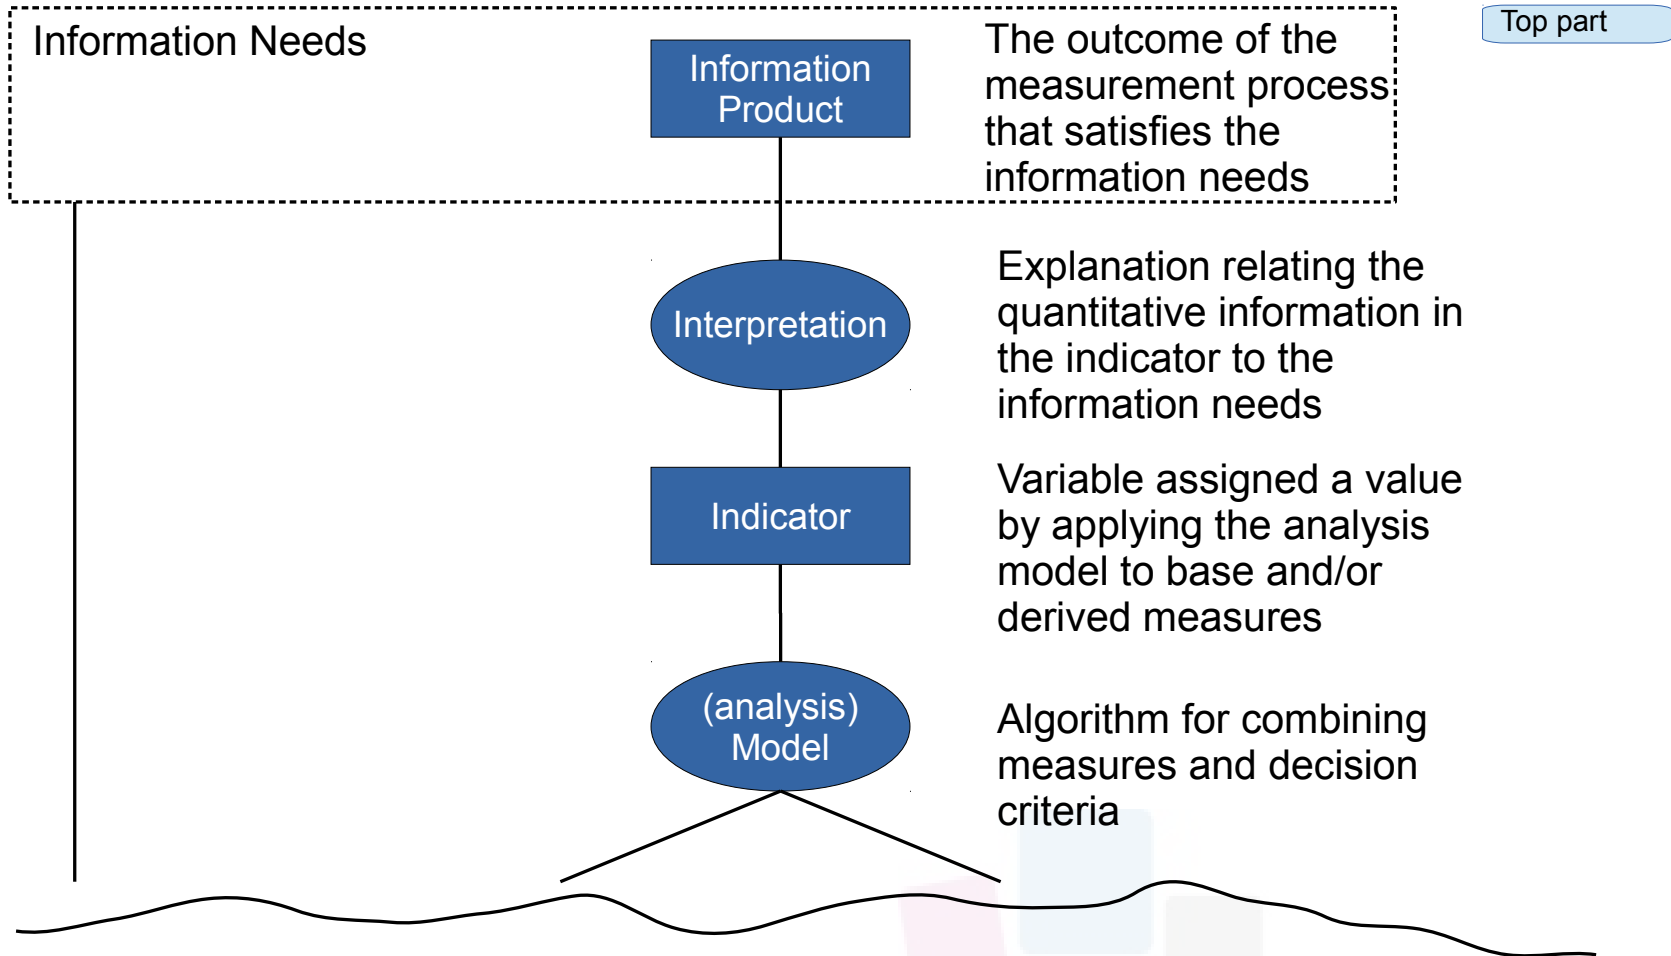 Information Needs
Information
Product
The outcome of the
measurement process
that satisfies the
information needs
Top part
Interpretation
Explanation relating the
quantitative information in
the indicator to the
information needs
Indicator
Variable assigned a value
by applying the analysis
model to base and/or
derived measures
(analysis)
Model
Algorithm for combining
measures and decision
criteria